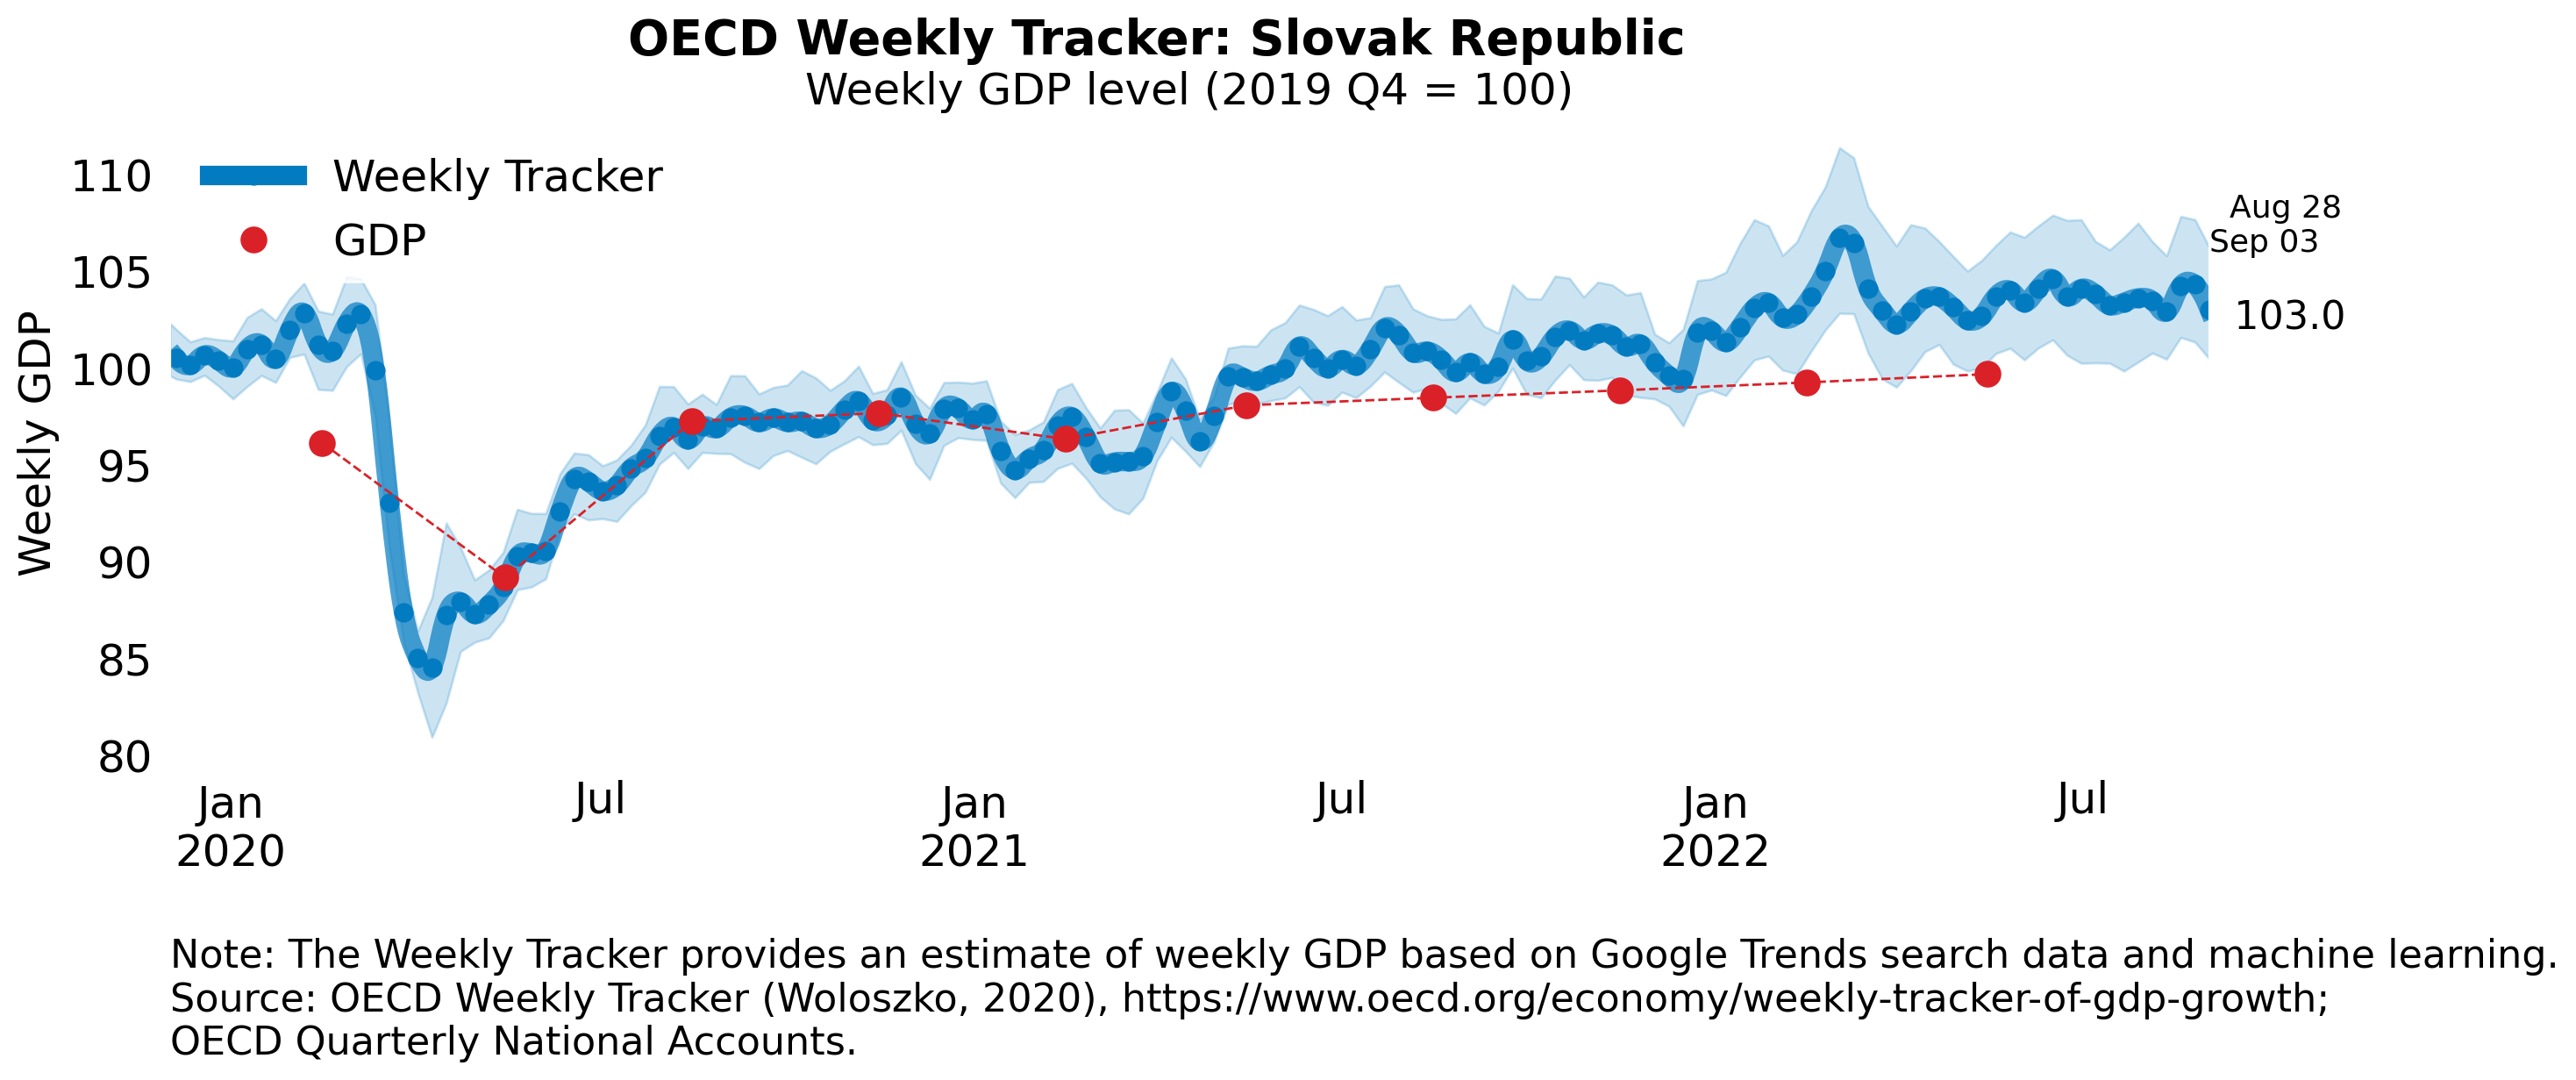 OECD Weekly Tracker: Slovak Republic
Weekly GDP level (2019 Q4 = 100)
Weekly Tracker
GDP
Weekly GDP
110
105
100
95
90
85
80
Aug 28
Sep 03
103.0
Jan
2020
Jul
Jan
2021
Jul
Jan
2022
Jul
Note: The Weekly Tracker provides an estimate of weekly GDP based on Google Trends search data and machine learning.
Source: OECD Weekly Tracker (Woloszko, 2020), https://www.oecd.org/economy/weekly-tracker-of-gdp-growth;
OECD Quarterly National Accounts.